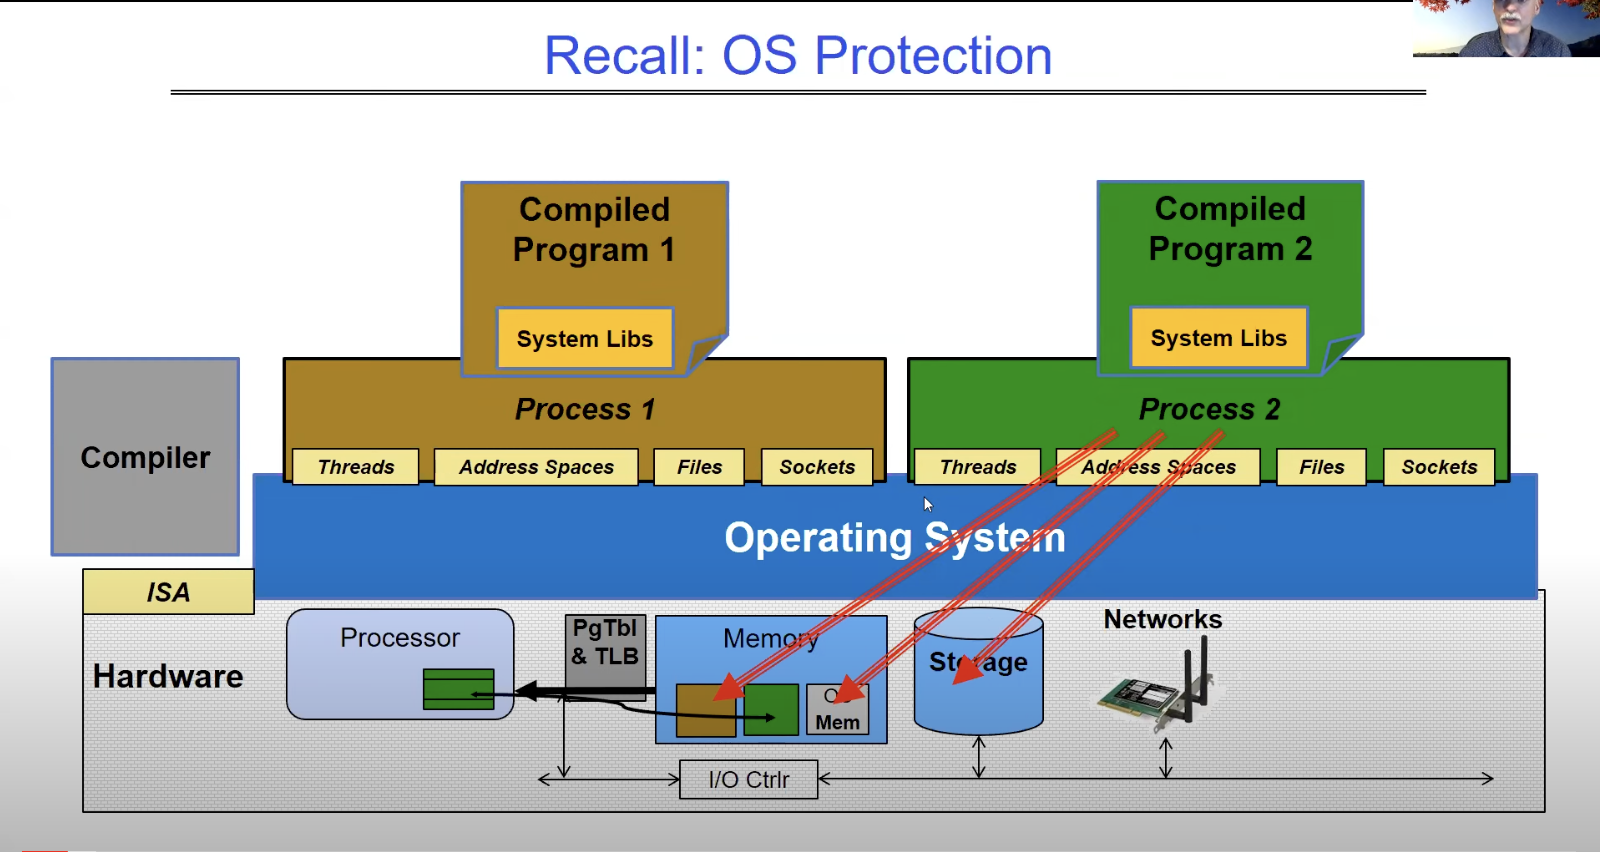 Recall: OS Protection
Compiled
Program 1
System Libs
Compiled
Program 2
System Libs
Compiler
Process 1
Threads
Address Spaces
Files
Sockets
Process 2
Threads
Address Spaces
Files
Sockets
Operating System
ISA
Hardware
Processor
PgTbl
& TLB
Memory
OS
Mem
Storage
Networks
I/O Ctrlr